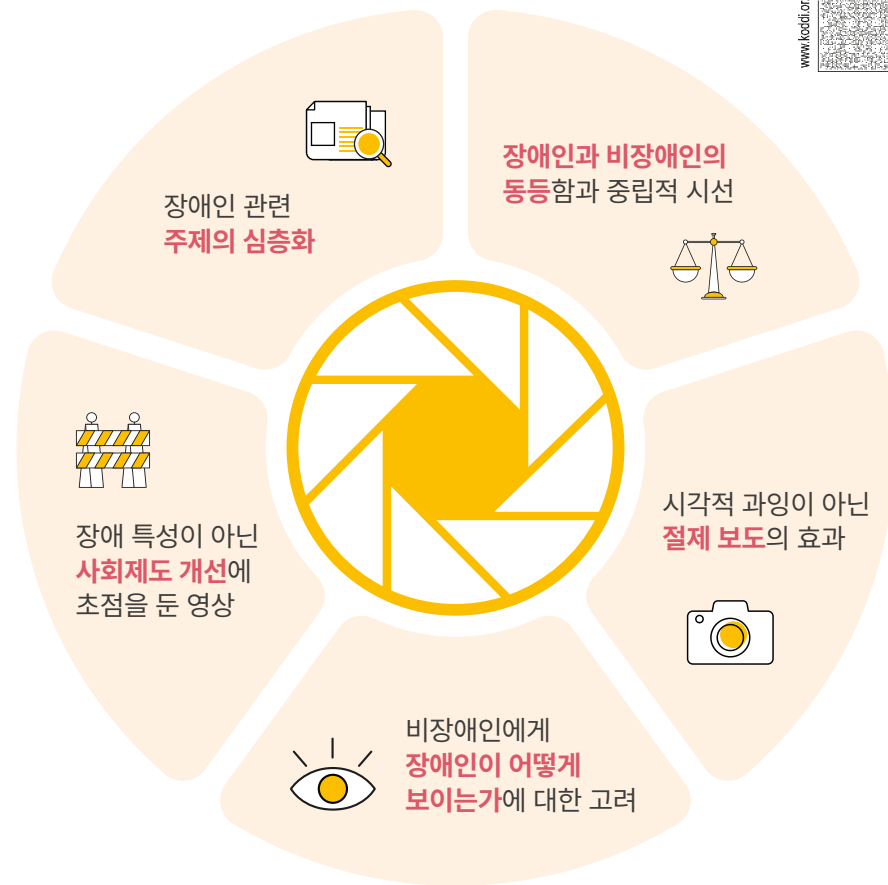 www.koddi.or
장애인과 비장애인의
동등함과 중립적 시선
장애인 관련
주제의 심층화
시각적 과잉이 아닌
절제 보도의 효과
장애 특성이 아닌
사회제도 개선에
초점을 둔 영상
비장애인에게
장애인이 어떻게
보이는가에 대한 고려